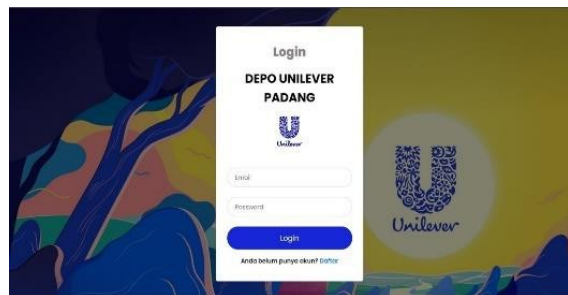 Login
DEPO UNILEVER
PADANG
Unilever
Email
Password
Login
Anda belum punya akun? Daftar
Unilever